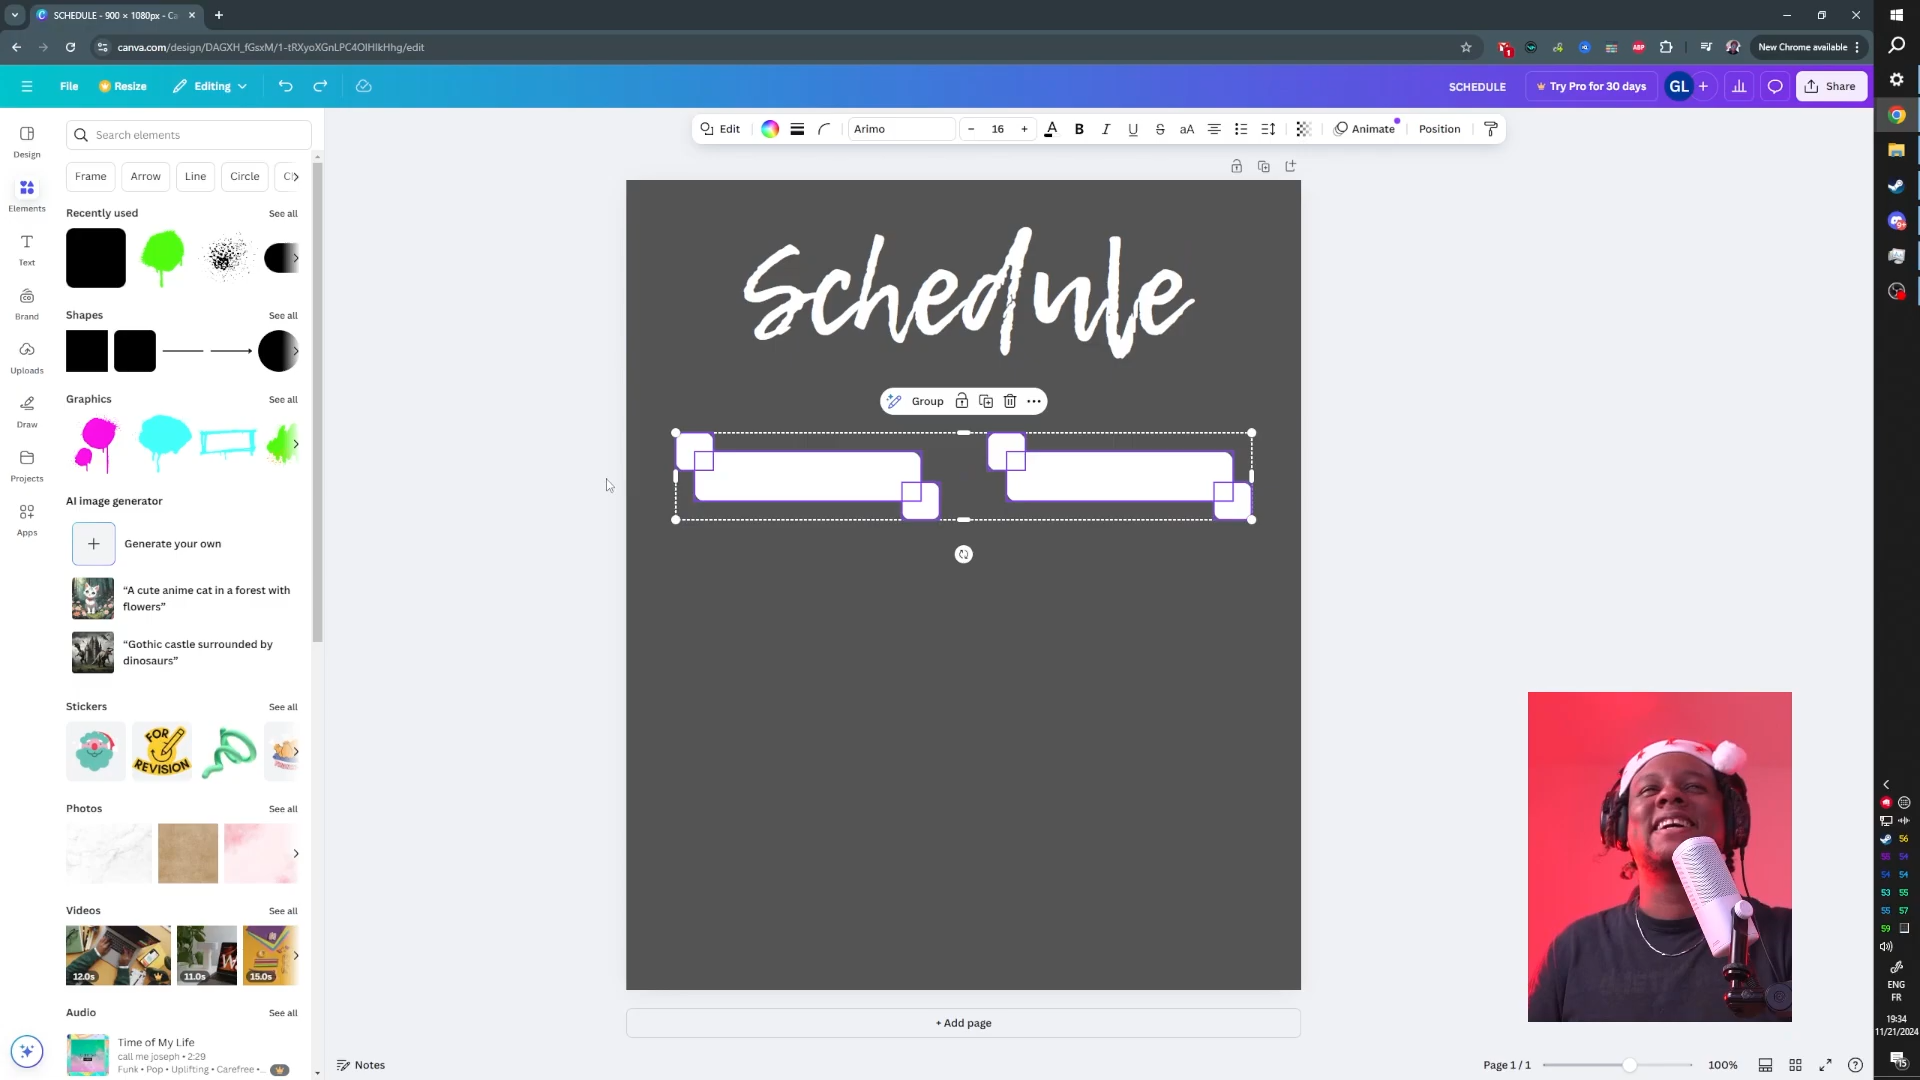 SCHEDULE - 900 × 1080px - Ca
canva.com/design/DAGXH_fGsxM/1-tRXyoXGnLPC4OIHIkHhg/edit
New Chrome available
File
Resize
Editing
SCHEDULE
Try Pro for 30 days
GL
Share
Search elements
Edit
Arimo
16
A
B
I
U
S
aA
Animate
Position
Design
Elements
Text
Brand
Uploads
Draw
Projects
Apps
Frame
Arrow
Line
Circle
Recently used
See all
Shapes
See all
Graphics
See all
AI image generator
Generate your own
“A cute anime cat in a forest with
flowers”
“Gothic castle surrounded by
dinosaurs”
Stickers
See all
FOR
REVISION
Photos
See all
Videos
See all
12.0s
11.0s
15.0s
Audio
See all
Time of My Life
call me joseph • 2:29
Funk • Pop • Uplifting • Carefree •...
Schedule
Group
+ Add page
Notes
Page 1 / 1
100%
ABP
56
55
54
54
54
53
55
55
57
59
ENG
FR
19:34
11/21/2024
15